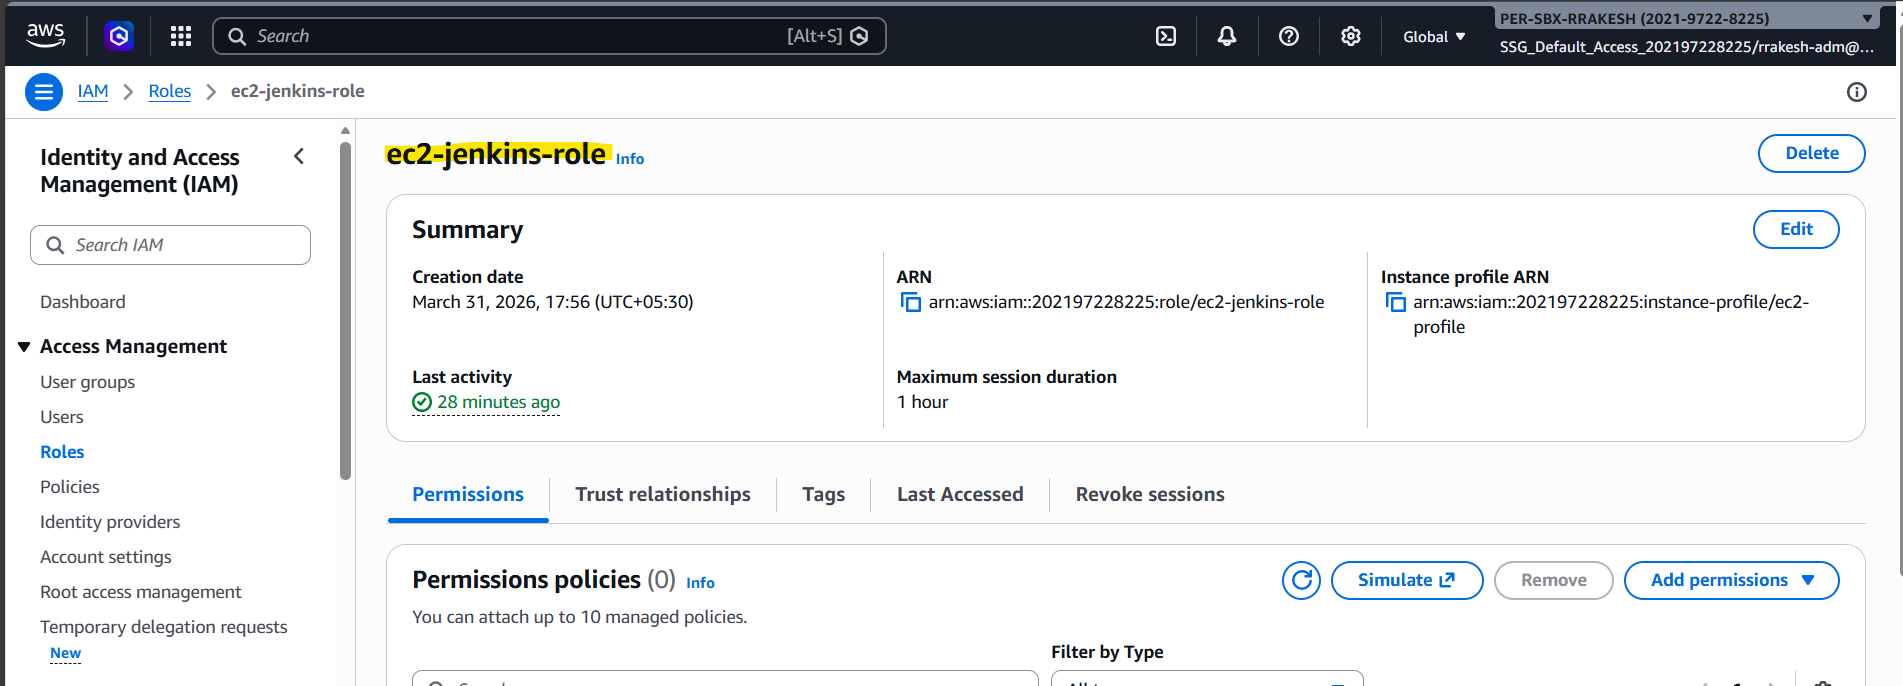 aws
Search
[Alt+S]
Global
PER-SBX-RRAKESH (2021-9722-8225)
SSG_Default_Access_202197228225/rrakesh-adm@...
IAM
Roles
ec2-jenkins-role
Identity and Access
Management (IAM)
Search IAM
Dashboard
Access Management
User groups
Users
Roles
Policies
Identity providers
Account settings
Root access management
Temporary delegation requests
New
ec2-jenkins-role Info
Delete
Summary
Edit
Creation date
March 31, 2026, 17:56 (UTC+05:30)
ARN
arn:aws:iam::202197228225:role/ec2-jenkins-role
Instance profile ARN
arn:aws:iam::202197228225:instance-profile/ec2-
profile
Last activity
28 minutes ago
Maximum session duration
1 hour
Permissions
Trust relationships
Tags
Last Accessed
Revoke sessions
Permissions policies (0) Info
Simulate
Remove
Add permissions
You can attach up to 10 managed policies.
Filter by Type